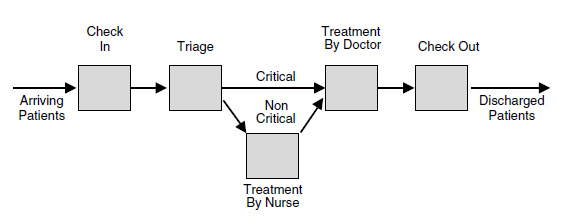 Check
In
Triage
Treatment
By Doctor
Check Out
Critical
Arriving
Patients
Non
Critical
Discharged
Patients
Treatment
By Nurse